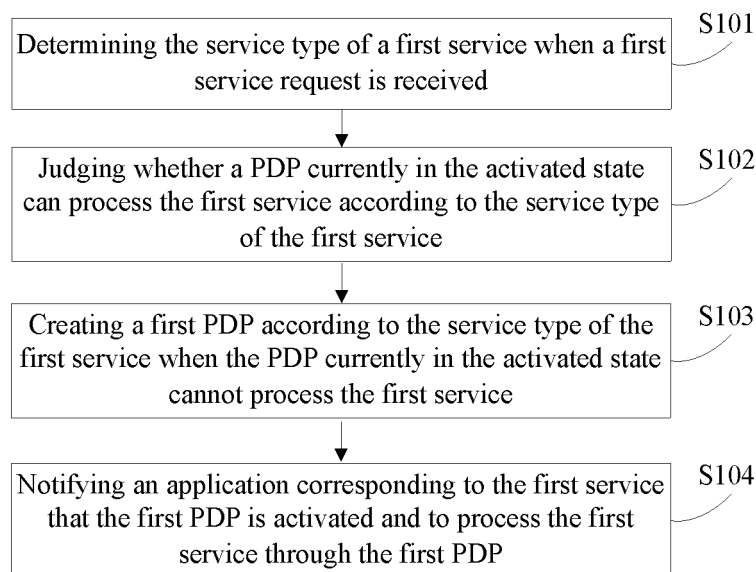 S101
Determining the service type of a first service when a first
service request is received
S102
Judging whether a PDP currently in the activated state
can process the first service according to the service type
of the first service
S103
Creating a first PDP according to the service type of the
first service when the PDP currently in the activated state
cannot process the first service
S104
Notifying an application corresponding to the first service
that the first PDP is activated and to process the first
service through the first PDP